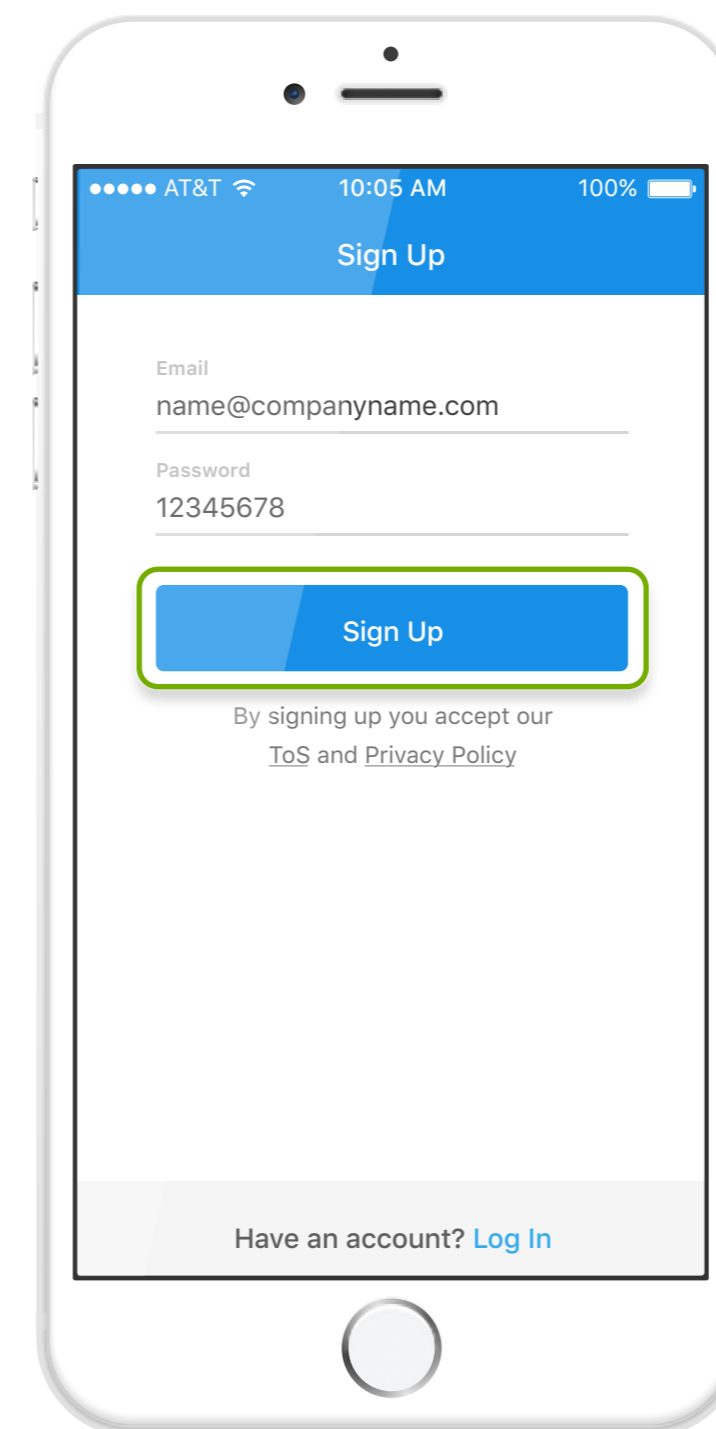 AT&T 10:05 AM 100%
Sign Up
Email
name@companyname.com
Password
12345678
Sign Up
By signing up you accept our
ToS and Privacy Policy
Have an account? Log In